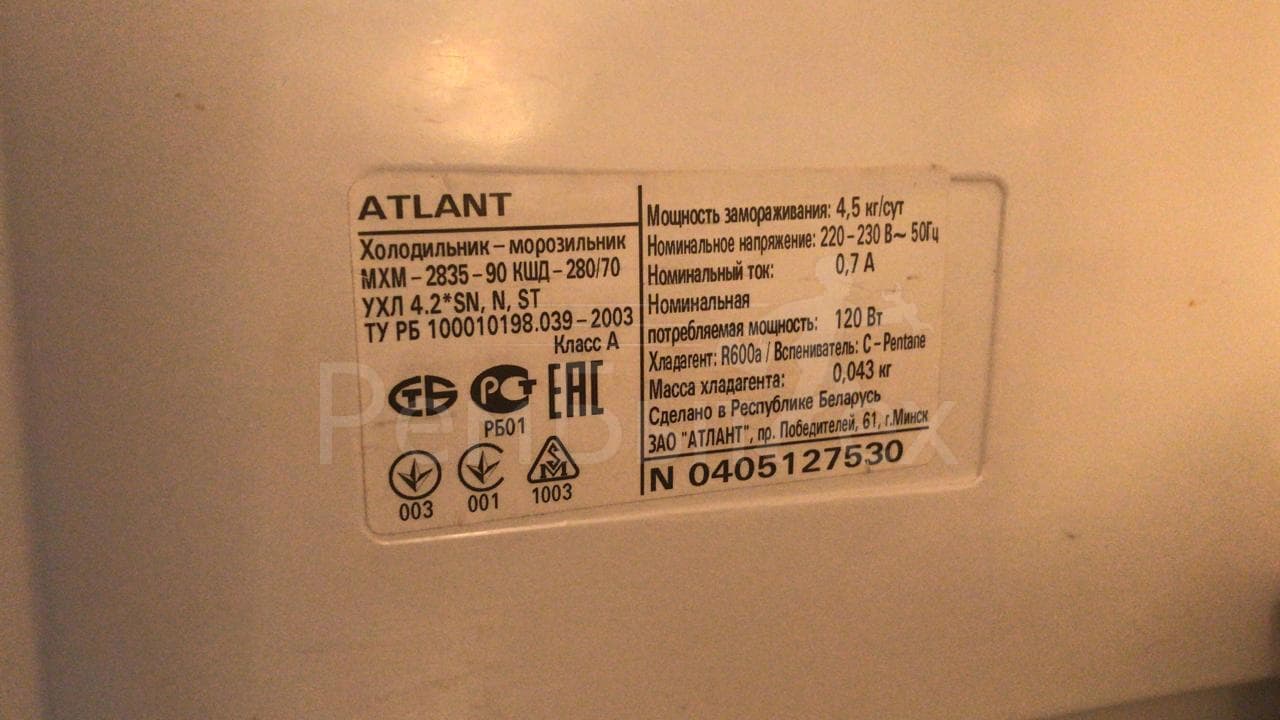 ATLANT
Холодильник – морозильник
МХМ – 2835 – 90 КШД – 280/70
УХЛ 4.2*SN, N, ST
ТУ РБ 100010198.039 – 2003
Класс А
РСТ ЕАС
РБ01
003 001 1003
Мощность замораживания: 4,5 кг/сут
Номинальное напряжение: 220 – 230 В~ 50Гц
Номинальный ток: 0,7 А
Номинальная
потребляемая мощность: 120 Вт
Хладагент: R600a / Вспениватель: C – Pentane
Масса хладагента: 0,043 кг
Сделано в Республике Беларусь
ЗАО "АТЛАНТ", пр. Победителей, 61, г.Минск
N 0405127530